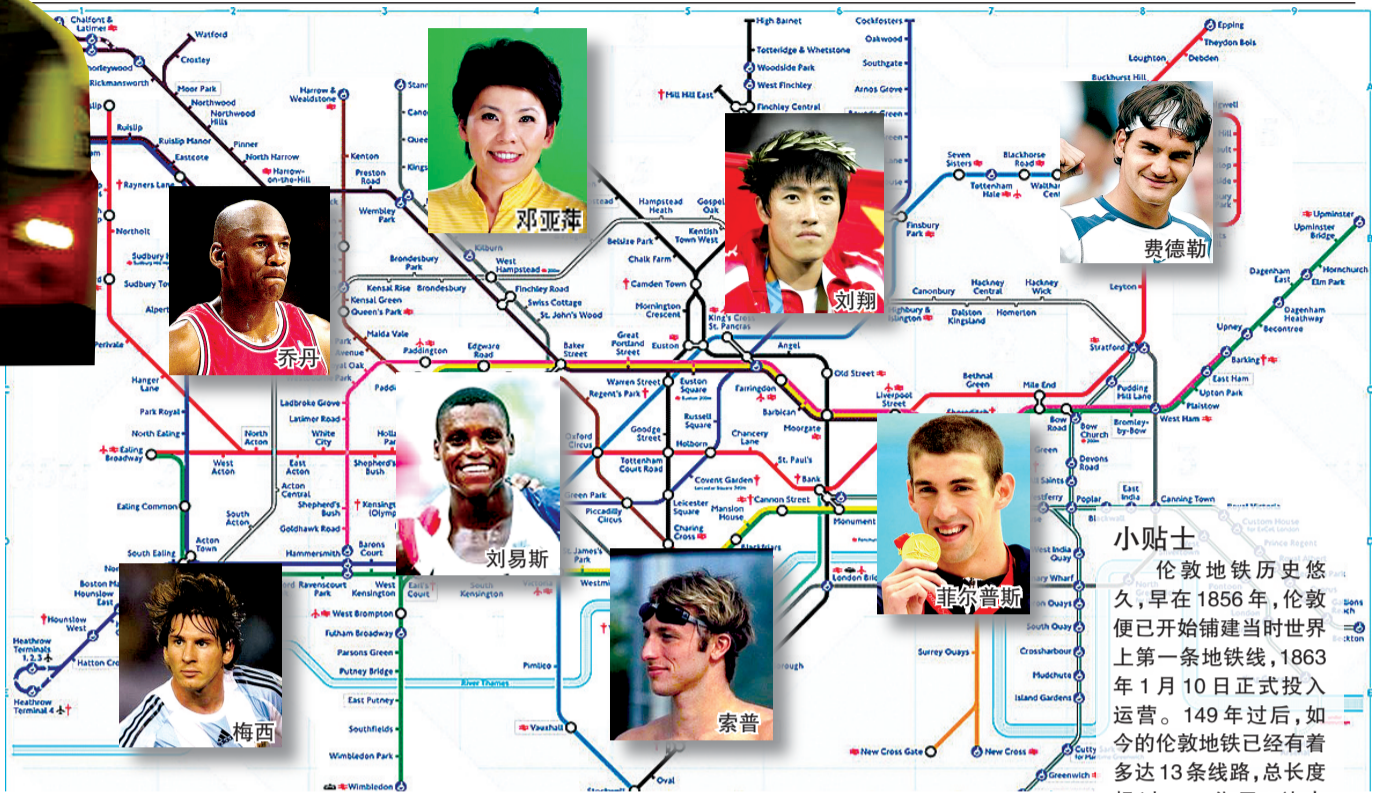 1
2
3
4
5
6
7
8
9
Chalfont &
Latimer
Watford
Croxley
Rickmansworth
Moor Park
Northwood
Northwood
Hills
Pinner
North Harrow
Harrow-
on-the-Hill
Ruislip
Ruislip Manor
Eastcote
Rayners Lane
Northolt
Sudbury
Perivale
Hanger
Lane
Park Royal
North Ealing
Ealing
Broadway
North
Acton
West
Acton
East
Acton
White
City
Ladbroke Grove
Latimer Road
Acton
Central
Shepherd's
Bush
Goldhawk Road
Hammersmith
Barons
Court
Ealing Common
South
Acton
Acton
Town
South Ealing
Ravenscourt
Park
West
Kensington
Earl's
Court
South
Kensington
Hounslow
West
Heathrow
Terminals
1,2,3
Heathrow
Terminal 4
West Brompton
Fulham Broadway
Parsons Green
Putney Bridge
East Putney
Southfields
Wimbledon Park
Wimbledon
River Thames
Pimlico
Vauxhall
Oval
Harrow &
Wealdstone
Kenton
Preston
Road
Wembley
Park
Brondesbury
Park
Kensal Rise
Brondesbury
Kensal Green
Queen's Park
Maida Vale
Paddington
Edgware
Road
Baker
Street
Kilburn
West
Hampstead
Finchley Road
Swiss Cottage
St. John's Wood
Great
Portland
Street
Hampstead
Heath
Gospel
Oak
Belsize Park
Chalk Farm
Kentish
Town West
Camden Town
Mornington
Crescent
Euston
King's Cross
St. Pancras
Angel
Warren Street
Regent's Park
Euston
Square
Russell
Square
Goodge
Street
Holborn
Oxford
Circus
Tottenham
Court Road
Chancery
Lane
Farringdon
Barbican
Moorgate
Old Street
Liverpool
Street
St. Paul's
Covent Garden
Bank
Leicester
Square
Cannon Street
Mansion
House
Monument
Green Park
Piccadilly
Circus
Charing
Cross
Blackfriars
High Barnet
Totteridge & Whetstone
Woodside Park
West Finchley
Mill Hill East
Finchley Central
Cockfosters
Oakwood
Southgate
Arnos Grove
Seven
Sisters
Blackhorse
Road
Tottenham
Hale
Finsbury
Park
Canonbury
Hackney
Central
Hackney
Wick
Dalston
Kingsland
Homerton
Epping
Theydon Bois
Loughton
Debden
Buckhurst Hill
Leyton
Stratford
Bethnal
Green
Mile End
Pudding
Mill Lane
Bow
Road
Bow
Church
Bromley-
by-Bow
Devons
Road
Poplar
East
India
Blackwall
Canning Town
Custom House
Prince Regent
Upminster
Upminster
Bridge
Hornchurch
Elm Park
Dagenham
East
Dagenham
Heathway
Becontree
Upney
Barking
East Ham
Upton Park
Plaistow
West Ham
South Quay
Crossharbour
Mudchute
Island Gardens
Greenwich
Surrey Quays
New Cross Gate
New Cross
邓亚萍
刘翔
费德勒
乔丹
刘易斯
菲尔普斯
梅西
索普
小贴士
伦敦地铁历史悠
久，早在1856年，伦敦
便已开始铺建当时世界
上第一条地铁线，1863
年1月10日正式投入
运营。149年过后，如
今的伦敦地铁已经有着
多达13条线路，总长度